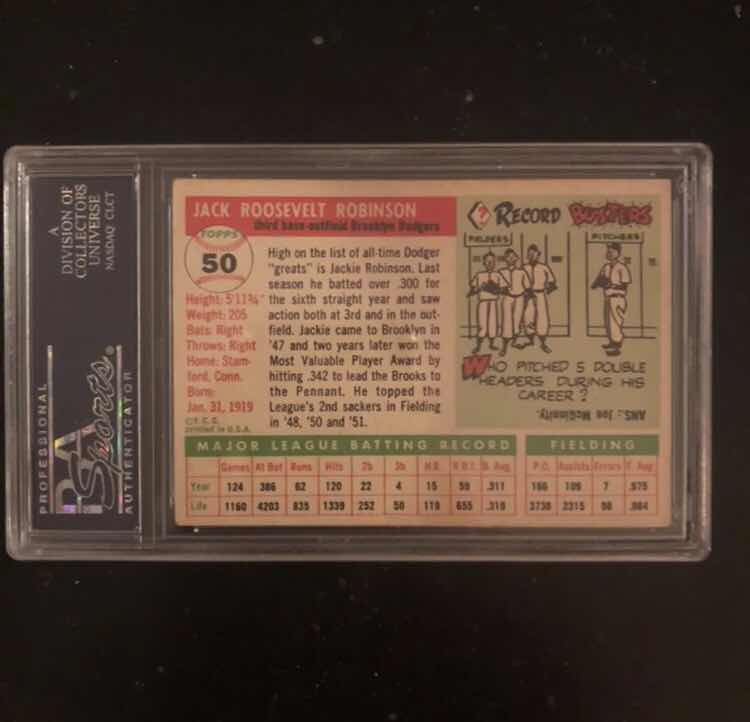 A
DIVISION OF
COLLECTORS
UNIVERSE
NASDAQ CLCT
PROFESSIONAL
PSA
Sports
AUTHENTICATOR
JACK ROOSEVELT ROBINSON
third base-outfield Brooklyn Dodgers
TOPPS
50
Height: 5'11¾"
Weight: 205
Bats: Right
Throws: Right
Home: Stam-
ford, Conn.
Born:
Jan. 31, 1919
© T. C. G.
printed in U.S.A.
High on the list of all-time Dodger
"greats" is Jackie Robinson. Last
season he batted over .300 for
the sixth straight year and saw
action both at 3rd and in the out-
field. Jackie came to Brooklyn in
'47 and two years later won the
Most Valuable Player Award by
hitting .342 to lead the Brooks to
the Pennant. He topped the
League's 2nd sackers in Fielding
in '48, '50 and '51.
? RECORD BUSTERS
FIELDERS
PITCHERS
WHO PITCHED 5 DOUBLE
HEADERS DURING HIS
CAREER?
ANS.: Joe McGinnity.
MAJOR LEAGUE BATTING RECORD FIELDING
Games At Bat Runs Hits 2b 3b H.R. R.B.I. B. Avg. P.O. Assists Errors F. Avg.
Year 124 386 62 120 22 4 15 59 .311 166 109 7 .975
Life 1160 4203 835 1339 252 50 119 655 .319 3738 2315 98 .984